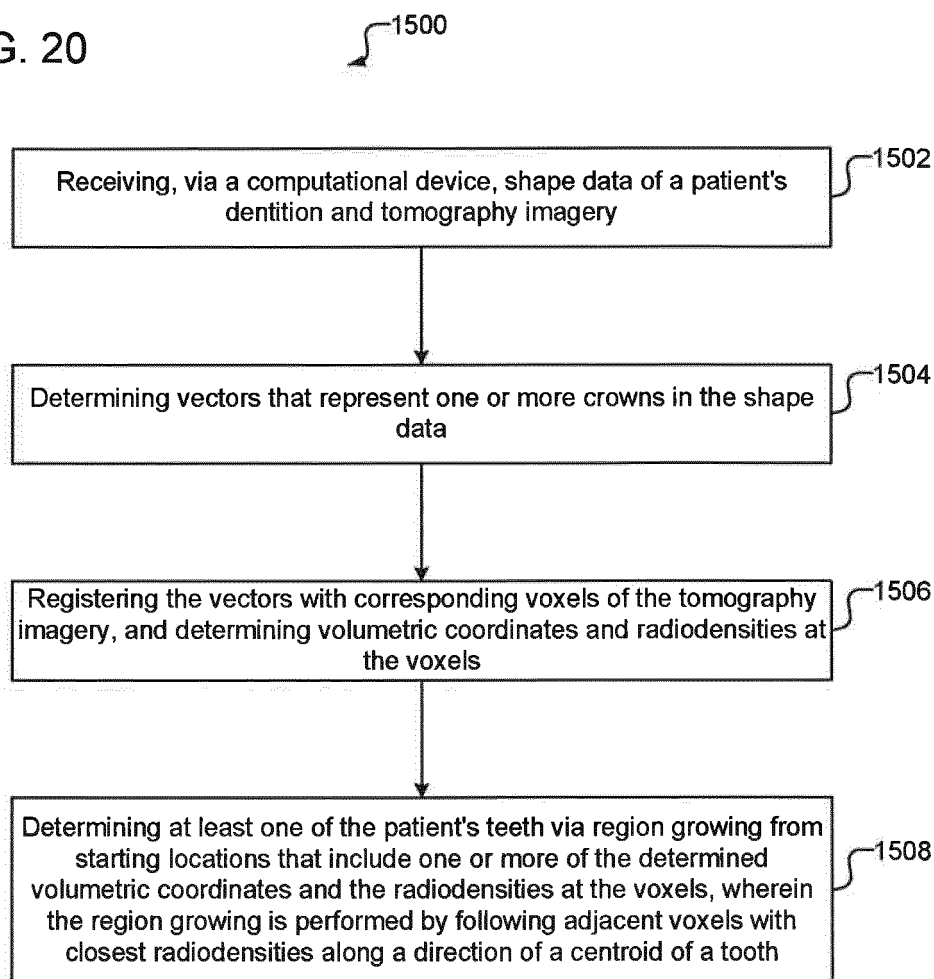 G. 20
1500
Receiving, via a computational device, shape data of a patient's
dentition and tomography imagery
1502
Determining vectors that represent one or more crowns in the shape
data
1504
Registering the vectors with corresponding voxels of the tomography
imagery, and determining volumetric coordinates and radiodensities at
the voxels
1506
Determining at least one of the patient's teeth via region growing from
starting locations that include one or more of the determined
volumetric coordinates and the radiodensities at the voxels, wherein
the region growing is performed by following adjacent voxels with
closest radiodensities along a direction of a centroid of a tooth
1508